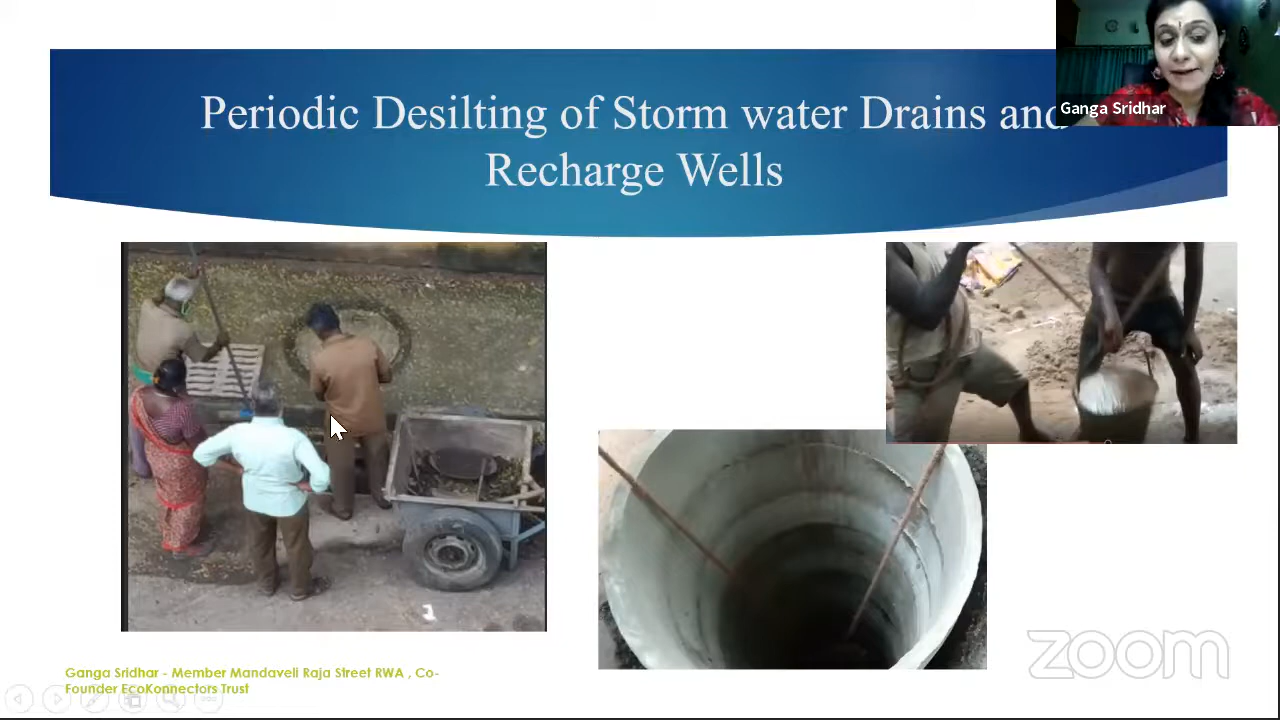 Periodic Desilting of Storm water Drains and
Recharge Wells
Ganga Sridhar
1
Ganga Sridhar - Member Mandaveli Raja Street RWA , Co-
Founder EcoKonnectors Trust
zoom